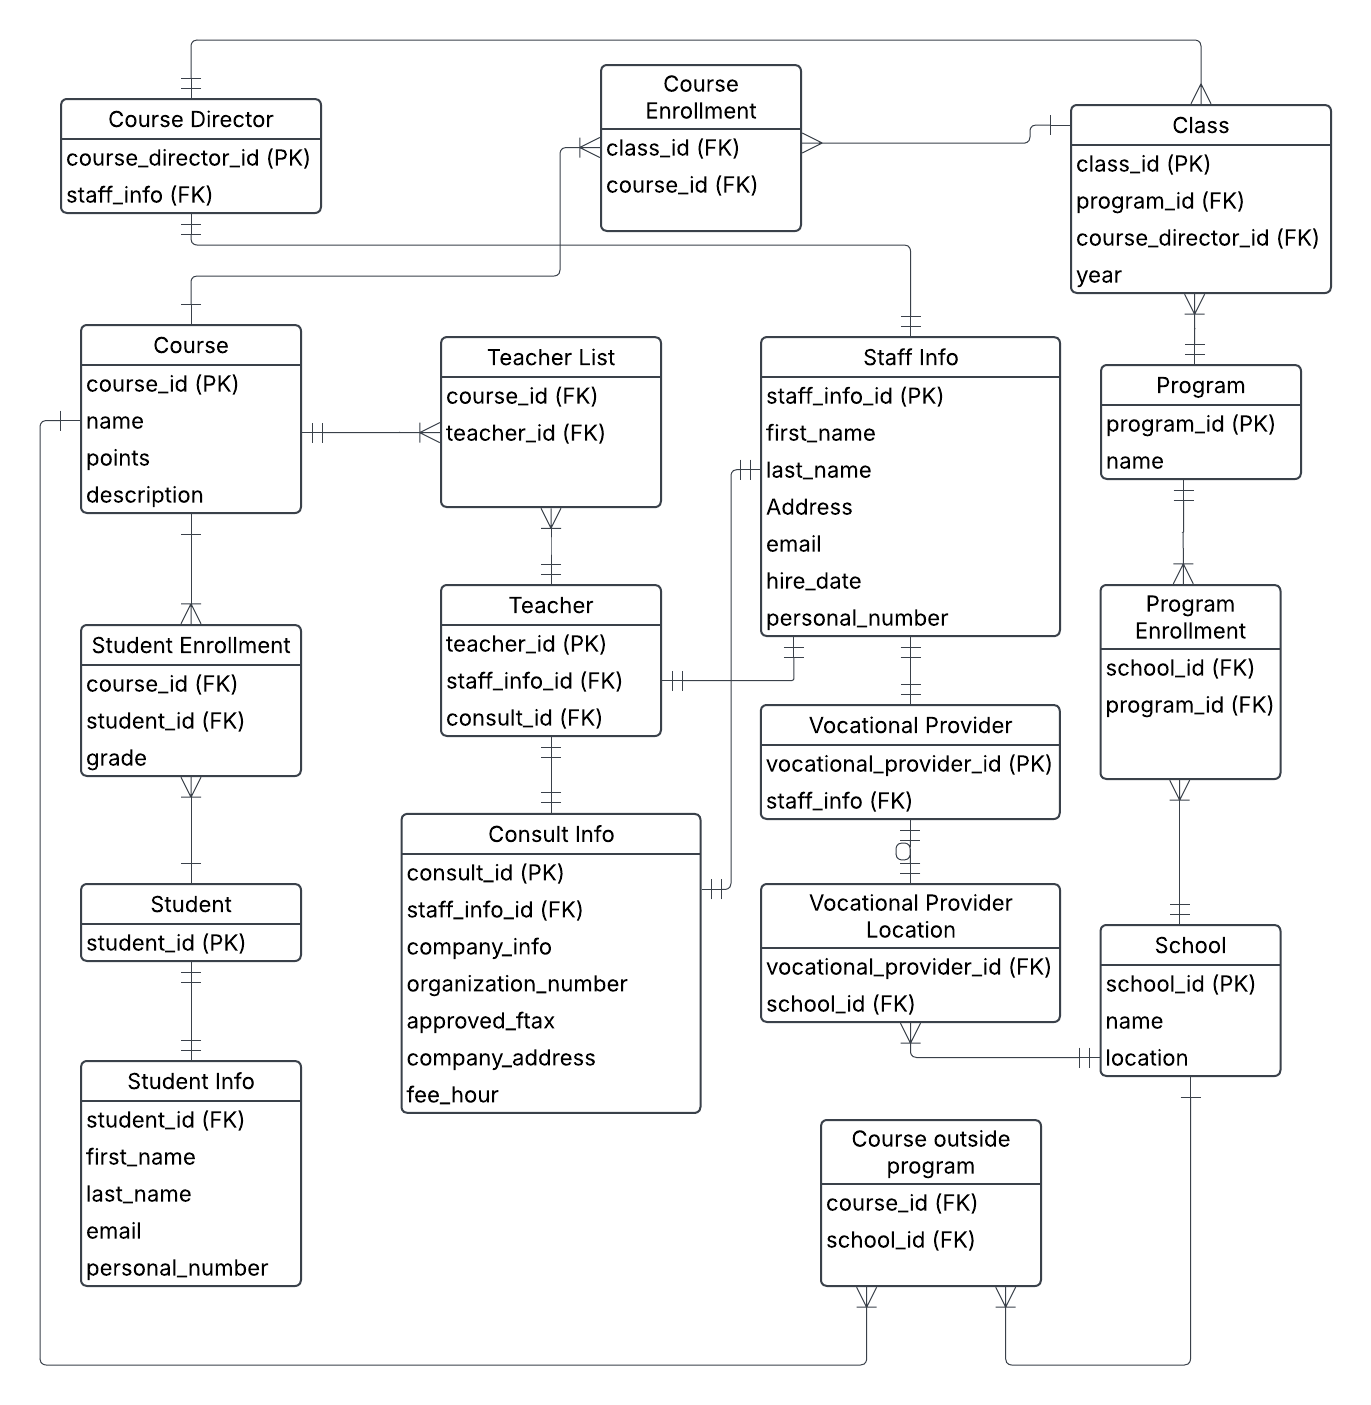 Course Director
course_director_id (PK)
staff_info (FK)
Course
Enrollment
class_id (FK)
course_id (FK)
Class
class_id (PK)
program_id (FK)
course_director_id (FK)
year
Course
course_id (PK)
name
points
description
Teacher List
course_id (FK)
teacher_id (FK)
Staff Info
staff_info_id (PK)
first_name
last_name
Address
email
hire_date
personal_number
Program
program_id (PK)
name
Student Enrollment
course_id (FK)
student_id (FK)
grade
Teacher
teacher_id (PK)
staff_info_id (FK)
consult_id (FK)
Vocational Provider
vocational_provider_id (PK)
staff_info (FK)
Program
Enrollment
school_id (FK)
program_id (FK)
Student
student_id (PK)
Consult Info
consult_id (PK)
staff_info_id (FK)
company_info
organization_number
approved_ftax
company_address
fee_hour
Vocational Provider
Location
vocational_provider_id (FK)
school_id (FK)
School
school_id (PK)
name
location
Student Info
student_id (FK)
first_name
last_name
email
personal_number
Course outside
program
course_id (FK)
school_id (FK)